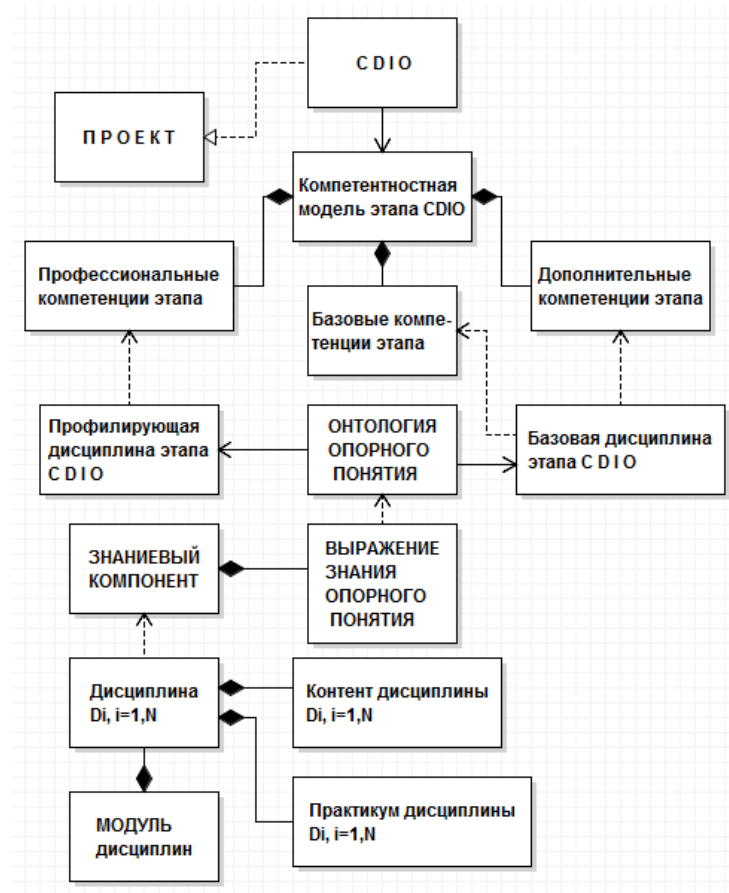 C D I O
П Р О Е К Т
Компетентностная
модель этапа CDIO
Профессиональные
компетенции этапа
Базовые компе-
тенции этапа
Дополнительные
компетенции этапа
Профилирующая
дисциплина этапа
C D I O
ОНТОЛОГИЯ
ОПОРНОГО
ПОНЯТИЯ
Базовая дисциплина
этапа C D I O
ЗНАНИЕВЫЙ
КОМПОНЕНТ
ВЫРАЖЕНИЕ
ЗНАНИЯ
ОПОРНОГО
ПОНЯТИЯ
Дисциплина
Di, i=1,N
Контент дисциплины
Di, i=1,N
МОДУЛЬ
дисциплин
Практикум дисциплины
Di, i=1,N